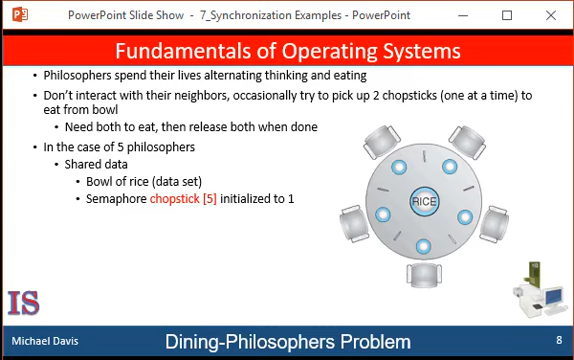 PowerPoint Slide Show - 7_Synchronization Examples - PowerPoint
Fundamentals of Operating Systems
• Philosophers spend their lives alternating thinking and eating
• Don't interact with their neighbors, occasionally try to pick up 2 chopsticks (one at a time) to
eat from bowl
• Need both to eat, then release both when done
• In the case of 5 philosophers
• Shared data
• Bowl of rice (data set)
• Semaphore chopstick [5] initialized to 1
RICE
IS
Michael Davis
Dining-Philosophers Problem
8